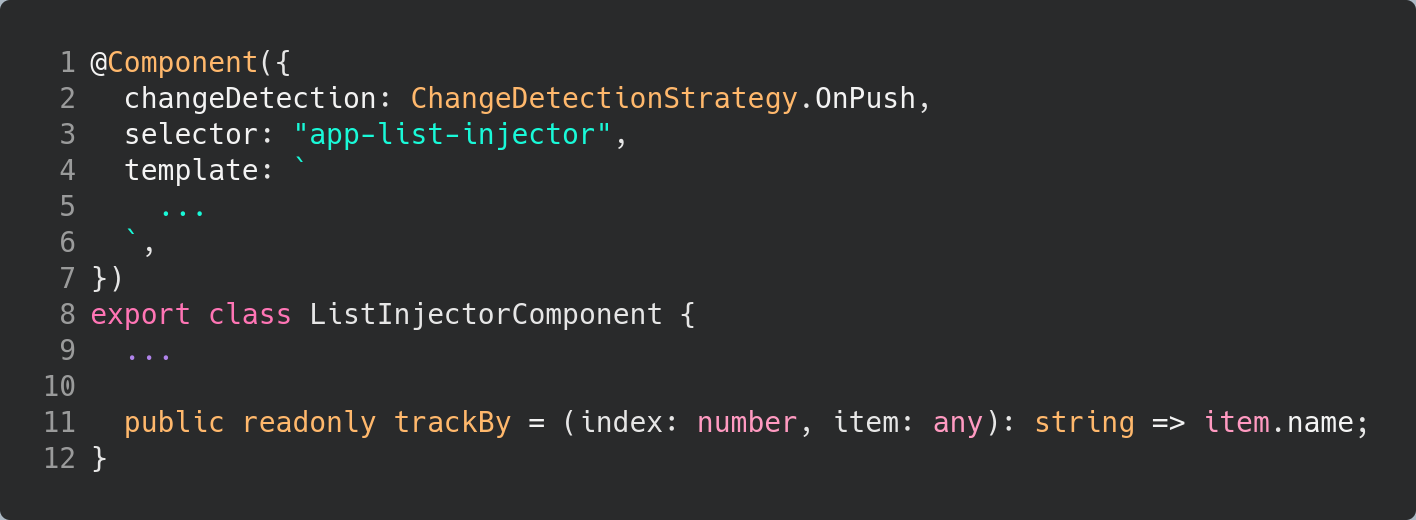 1 @Component({
2   changeDetection: ChangeDetectionStrategy.OnPush,
3   selector: "app-list-injector",
4   template: `
5     ...
6   `,
7 })
8 export class ListInjectorComponent {
9   ...
10
11   public readonly trackBy = (index: number, item: any): string => item.name;
12 }